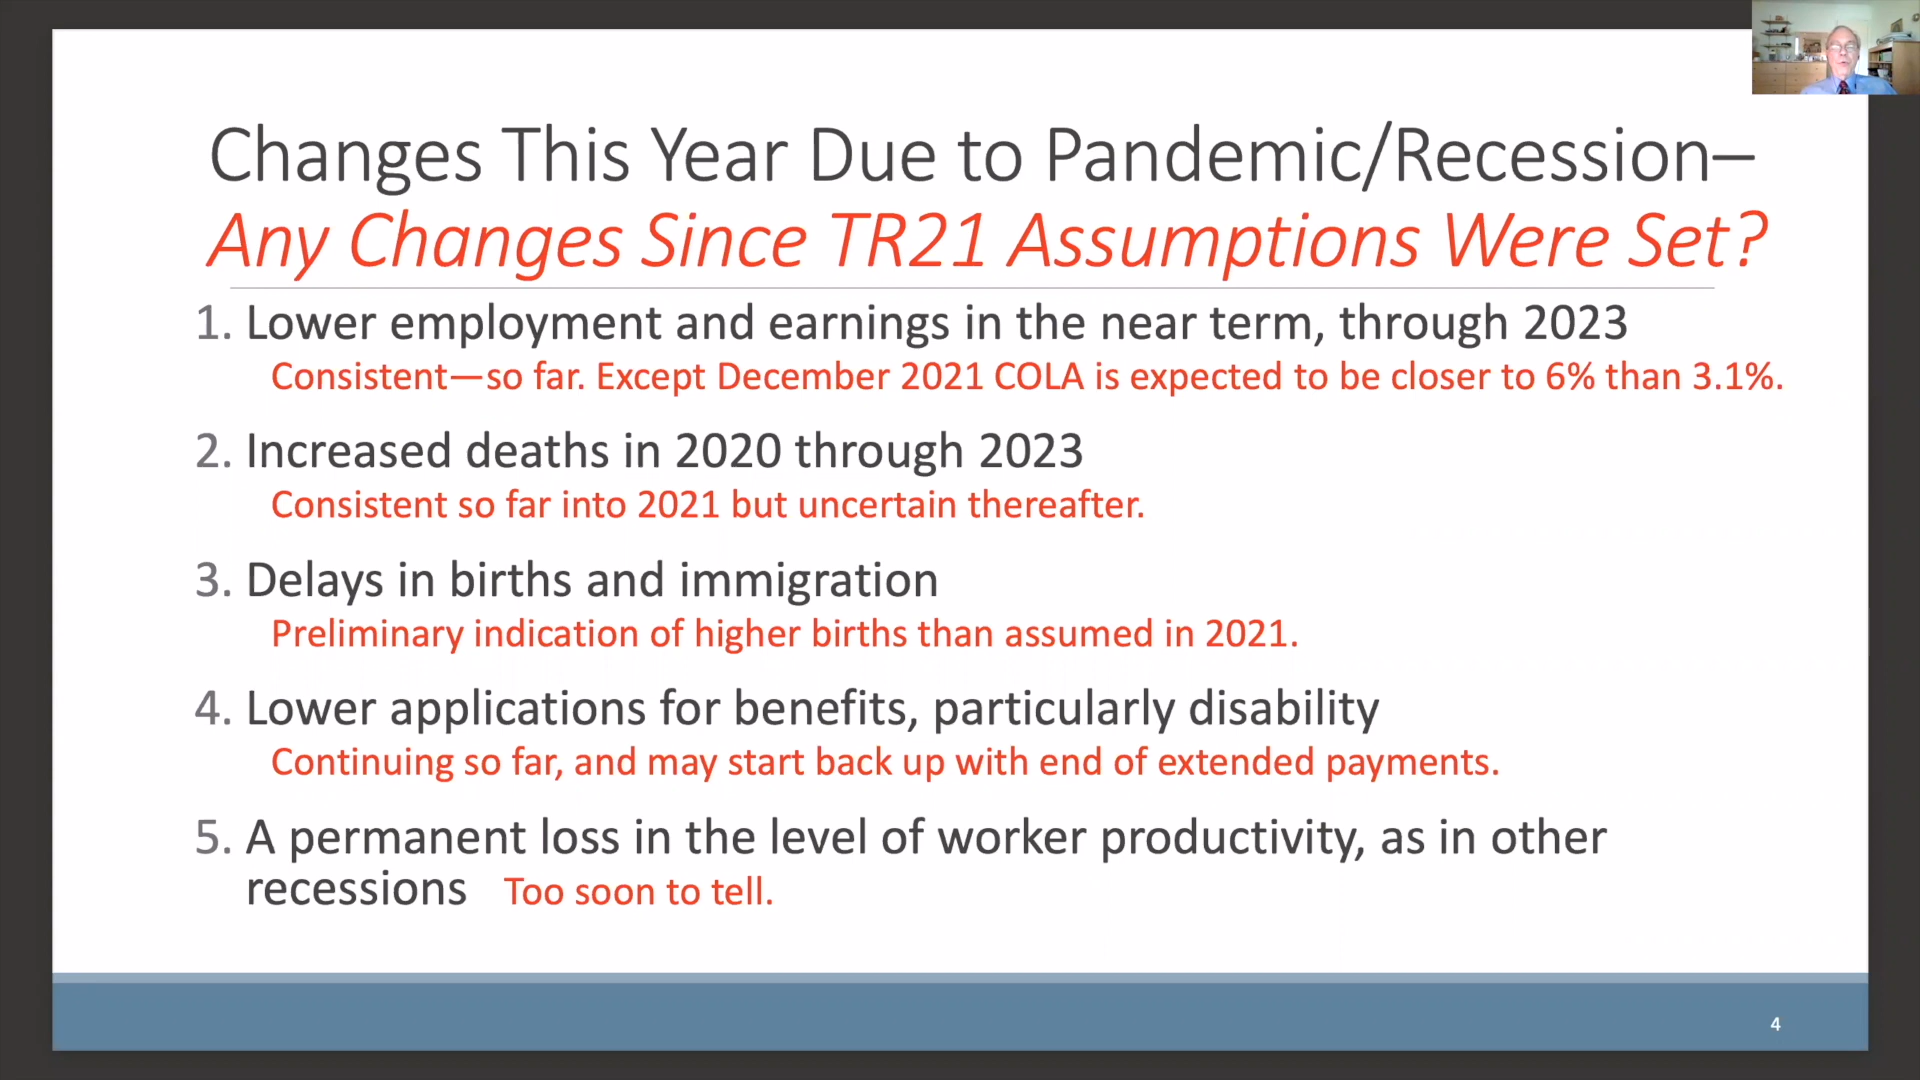 Changes This Year Due to Pandemic/Recession–
Any Changes Since TR21 Assumptions Were Set?
1. Lower employment and earnings in the near term, through 2023
Consistent—so far. Except December 2021 COLA is expected to be closer to 6% than 3.1%.
2. Increased deaths in 2020 through 2023
Consistent so far into 2021 but uncertain thereafter.
3. Delays in births and immigration
Preliminary indication of higher births than assumed in 2021.
4. Lower applications for benefits, particularly disability
Continuing so far, and may start back up with end of extended payments.
5. A permanent loss in the level of worker productivity, as in other
recessions Too soon to tell.
4